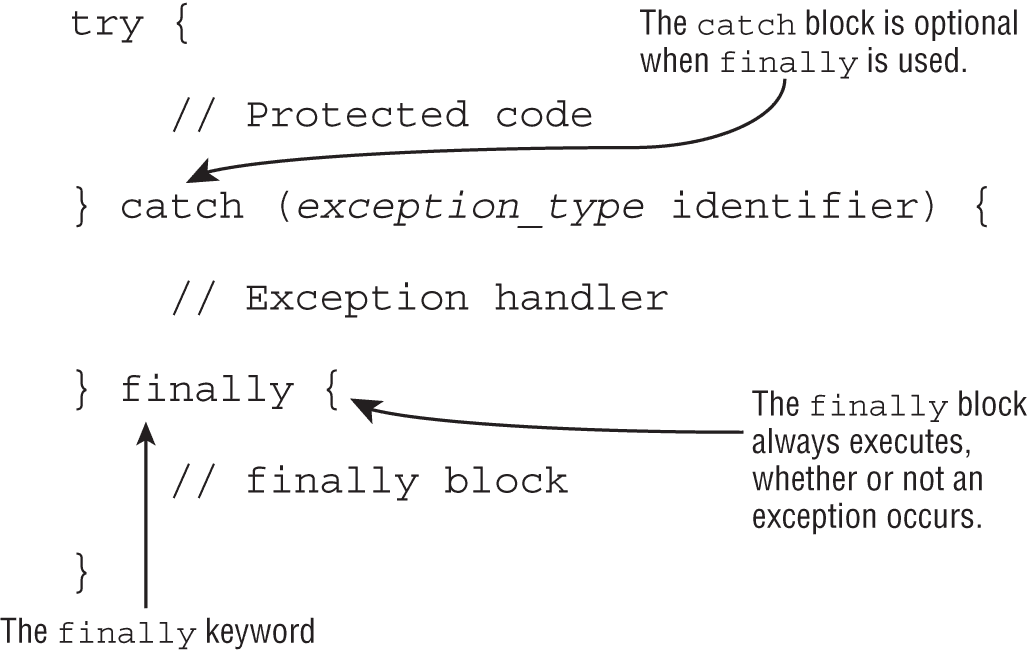 try {
The catch block is optional
when finally is used.
// Protected code
} catch (exception_type identifier) {
// Exception handler
} finally {
The finally block
always executes,
whether or not an
exception occurs.
// finally block
}
The finally keyword